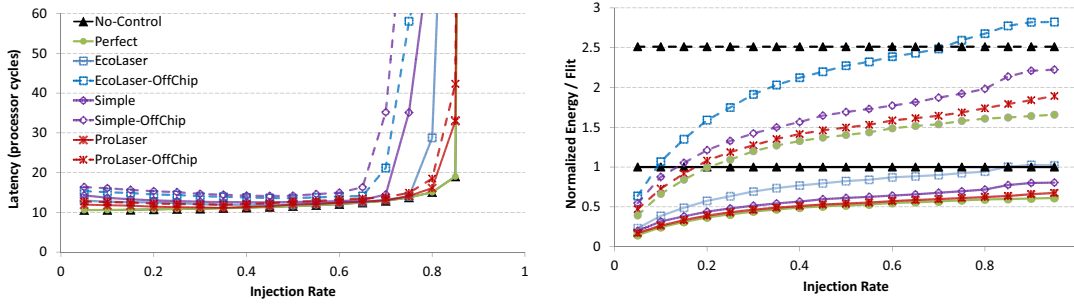 60
50
40
30
20
10
0
Latency (processor cycles)
No-Control
Perfect
EcoLaser
EcoLaser-OffChip
Simple
Simple-OffChip
ProLaser
ProLaser-OffChip
0 0.2 0.4 0.6 0.8 1
Injection Rate
3
2.5
2
1.5
1
0.5
0
Normalized Energy / Flit
0 0.2 0.4 0.6 0.8
Injection Rate